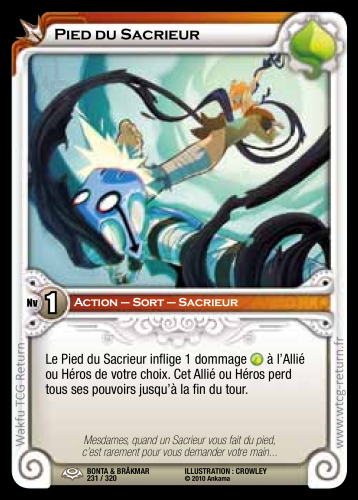 Pied du Sacrieur
Nv 1 Action – Sort – Sacrieur
Le Pied du Sacrieur inflige 1 dommage à l'Allié
ou Héros de votre choix. Cet Allié ou Héros perd
tous ses pouvoirs jusqu'à la fin du tour.
Mesdames, quand un Sacrieur vous fait du pied,
c'est rarement pour vous demander votre main...
Bonta & Brâkmar
231 / 320
Illustration : Crowley
© 2010 Ankama
Wakfu TCG Return
www.wtcg-return.fr